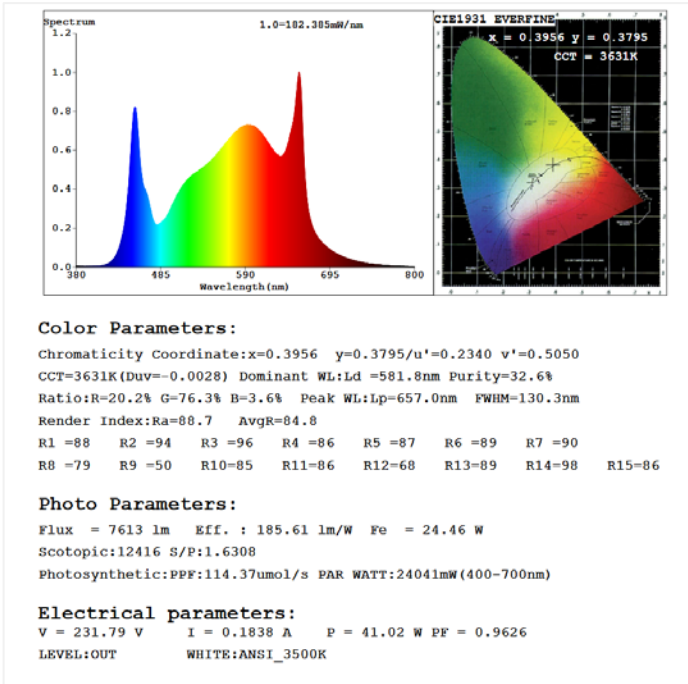 Spectrum
1.0=102.385mW/nm
1.2
1.0
0.8
0.6
0.4
0.2
0.0
380 485 590 695 800
Wavelength(nm)
CIE1931 EVERFINE
x = 0.3956 y = 0.3795
CCT = 3631K
Color Parameters:
Chromaticity Coordinate:x=0.3956 y=0.3795/u'=0.2340 v'=0.5050
CCT=3631K(Duv=-0.0028) Dominant WL:Ld =581.8nm Purity=32.6%
Ratio:R=20.2% G=76.3% B=3.6% Peak WL:Lp=657.0nm FWHM=130.3nm
Render Index:Ra=88.7 AvgR=84.8
R1 =88 R2 =94 R3 =96 R4 =86 R5 =87 R6 =89 R7 =90
R8 =79 R9 =50 R10=85 R11=86 R12=68 R13=89 R14=98 R15=86
Photo Parameters:
Flux = 7613 lm Eff. : 185.61 lm/W Fe = 24.46 W
Scotopic:12416 S/P:1.6308
Photosynthetic:PPF:114.37umol/s PAR WATT:24041mW(400-700nm)
Electrical parameters:
V = 231.79 V I = 0.1838 A P = 41.02 W PF = 0.9626
LEVEL:OUT WHITE:ANSI_3500K